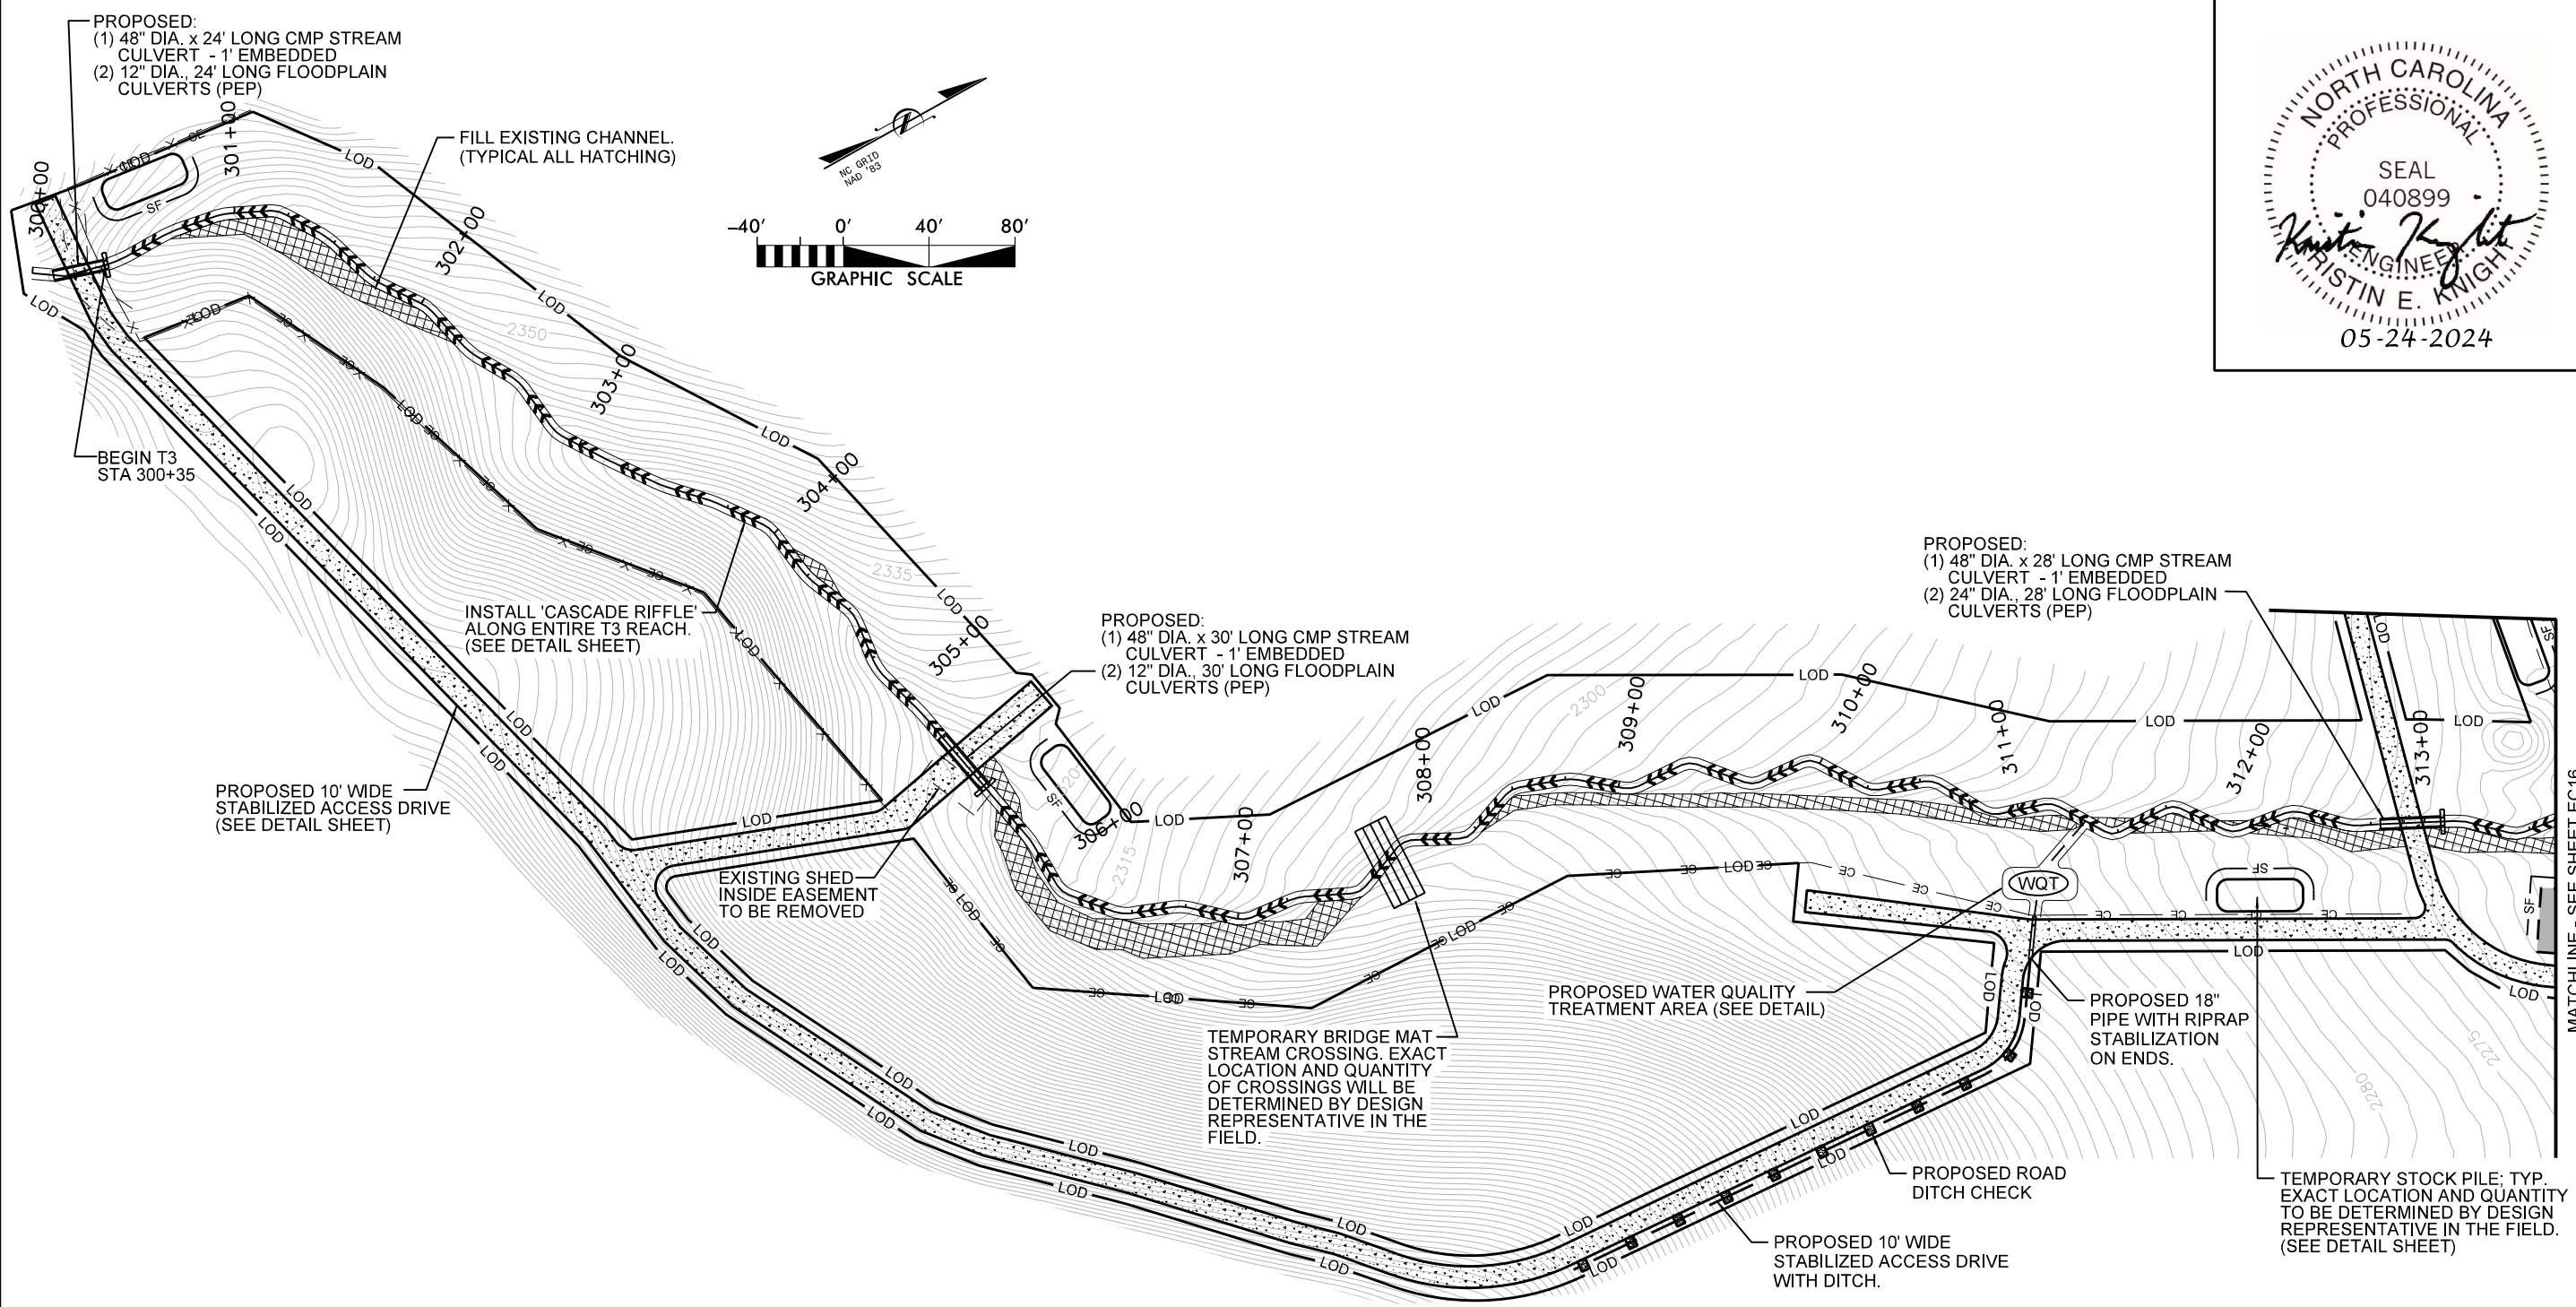 PROPOSED:
(1) 48" DIA. x 24' LONG CMP STREAM
CULVERT - 1' EMBEDDED
(2) 12" DIA., 24' LONG FLOODPLAIN
CULVERTS (PEP)
300+00
301+00
302+00
303+00
304+00
305+00
306+00
307+00
308+00
309+00
310+00
311+00
312+00
313+00
FILL EXISTING CHANNEL.
(TYPICAL ALL HATCHING)
NC GRID
NAD '83
-40'
0'
40'
80'
GRAPHIC SCALE
NORTH CAROLINA
PROFESSIONAL
SEAL
040899
ENGINEER
KRISTIN E. KNIGHT
05-24-2024
BEGIN T3
STA 300+35
2350
2335
INSTALL 'CASCADE RIFFLE'
ALONG ENTIRE T3 REACH.
(SEE DETAIL SHEET)
PROPOSED:
(1) 48" DIA. x 30' LONG CMP STREAM
CULVERT - 1' EMBEDDED
(2) 12" DIA., 30' LONG FLOODPLAIN
CULVERTS (PEP)
PROPOSED:
(1) 48" DIA. x 28' LONG CMP STREAM
CULVERT - 1' EMBEDDED
(2) 24" DIA., 28' LONG FLOODPLAIN
CULVERTS (PEP)
2300
2315
PROPOSED 10' WIDE
STABILIZED ACCESS DRIVE
(SEE DETAIL SHEET)
EXISTING SHED
INSIDE EASEMENT
TO BE REMOVED
LOD
CE
SF
WQT
MATCHLINE - SEE SHEET EC16
PROPOSED WATER QUALITY
TREATMENT AREA (SEE DETAIL)
TEMPORARY BRIDGE MAT
STREAM CROSSING. EXACT
LOCATION AND QUANTITY
OF CROSSINGS WILL BE
DETERMINED BY DESIGN
REPRESENTATIVE IN THE
FIELD.
PROPOSED 18"
PIPE WITH RIPRAP
STABILIZATION
ON ENDS.
2275
2280
PROPOSED ROAD
DITCH CHECK
PROPOSED 10' WIDE
STABILIZED ACCESS DRIVE
WITH DITCH.
TEMPORARY STOCK PILE; TYP.
EXACT LOCATION AND QUANTITY
TO BE DETERMINED BY DESIGN
REPRESENTATIVE IN THE FIELD.
(SEE DETAIL SHEET)